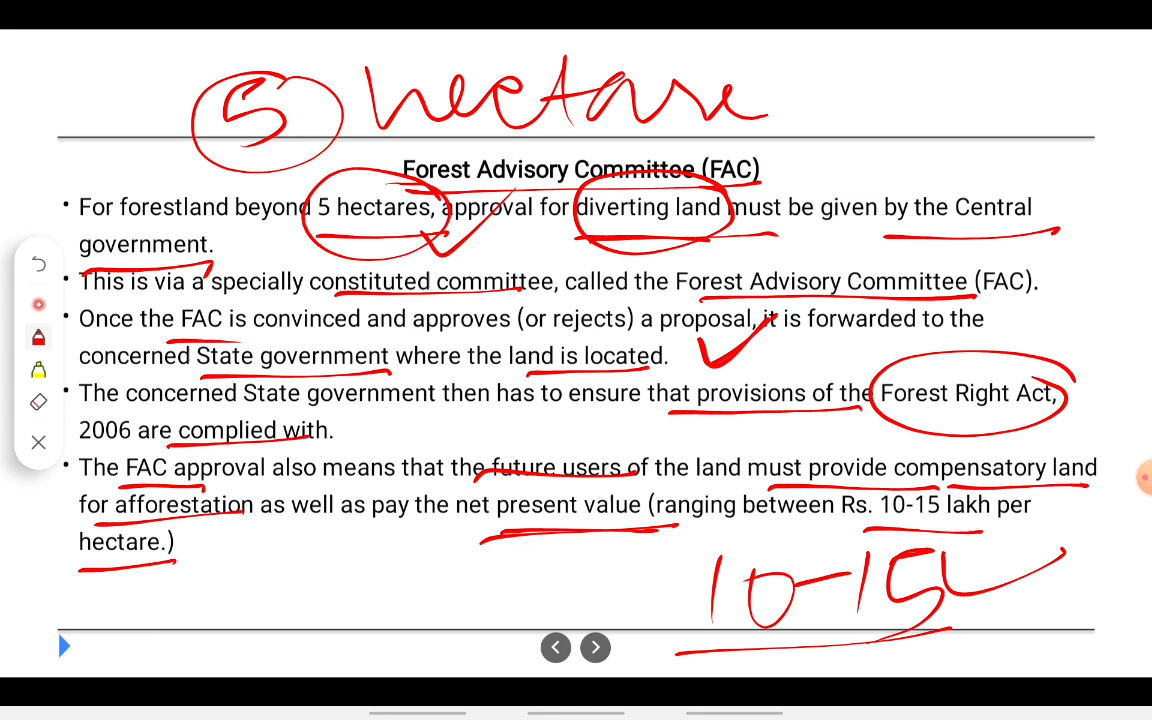 5 hectare
Forest Advisory Committee (FAC)
• For forestland beyond 5 hectares, approval for diverting land must be given by the Central
government.
• This is via a specially constituted committee, called the Forest Advisory Committee (FAC).
• Once the FAC is convinced and approves (or rejects) a proposal, it is forwarded to the
concerned State government where the land is located.
• The concerned State government then has to ensure that provisions of the Forest Right Act,
2006 are complied with.
• The FAC approval also means that the future users of the land must provide compensatory land
for afforestation as well as pay the net present value (ranging between Rs. 10-15 lakh per
hectare.)
10-15L